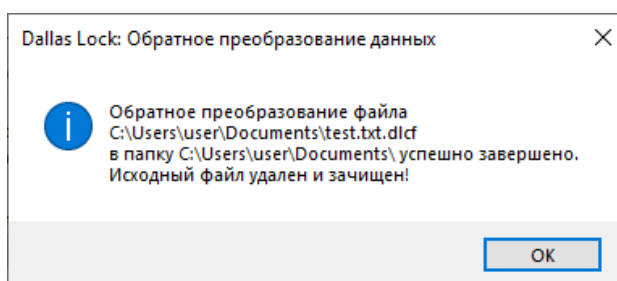 Dallas Lock: Обратное преобразование данных
Обратное преобразование файла
C:\Users\user\Documents\test.txt.dlcf
в папку C:\Users\user\Documents\ успешно завершено.
Исходный файл удален и зачищен!
ОК